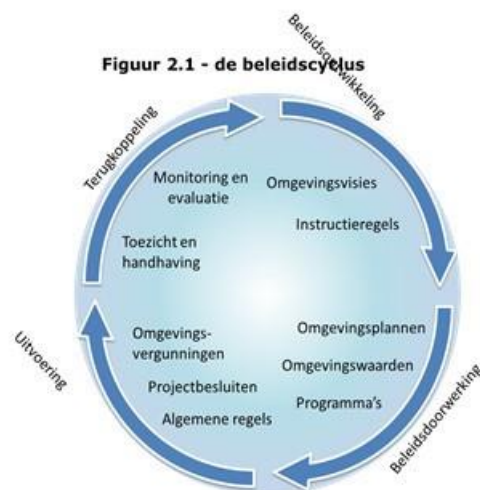 Figuur 2.1 - de beleidscyclus
Beleidsontwikkeling
Terugkoppeling
Monitoring en
evaluatie
Omgevingsvisies
Instructieregels
Toezicht en
handhaving
Omgevings-
vergunningen
Projectbesluiten
Algemene regels
Omgevingsplannen
Omgevingswaarden
Programma's
Uitvoering
Beleidsdoorwerking